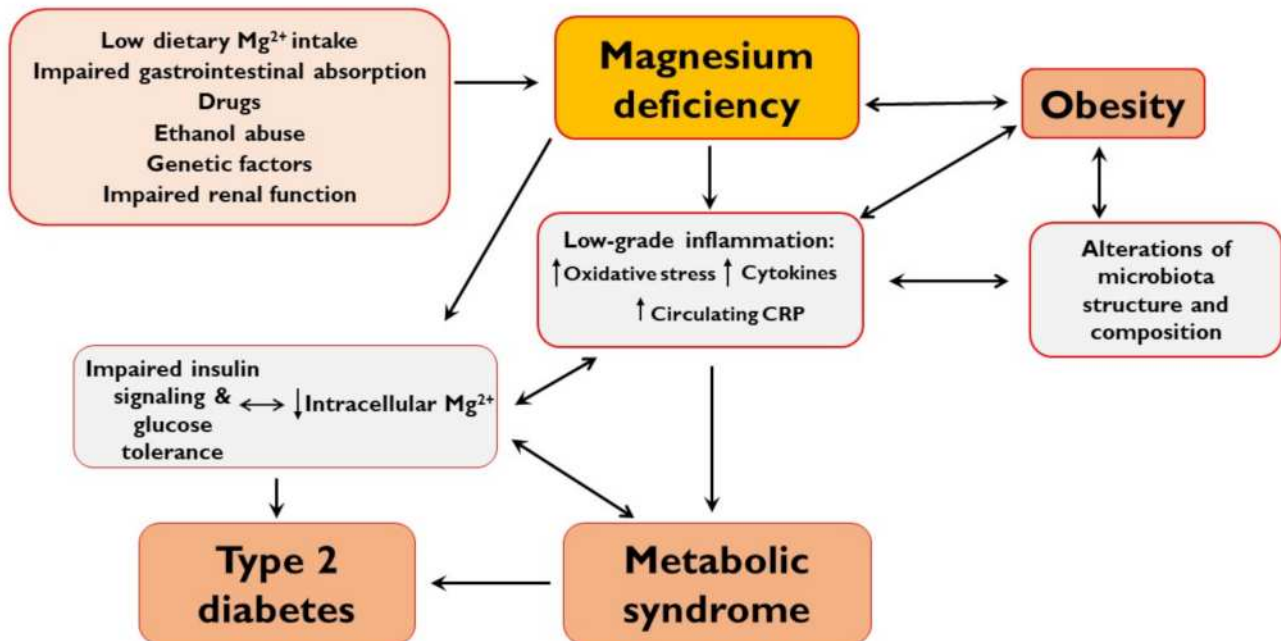 Low dietary Mg²⁺ intake
Impaired gastrointestinal absorption
Drugs
Ethanol abuse
Genetic factors
Impaired renal function
Magnesium
deficiency
Obesity
Low-grade inflammation:
↑ Oxidative stress ↑ Cytokines
↑ Circulating CRP
Alterations of
microbiota
structure and
composition
Impaired insulin
signaling &
glucose
tolerance
↓ Intracellular Mg²⁺
Type 2
diabetes
Metabolic
syndrome